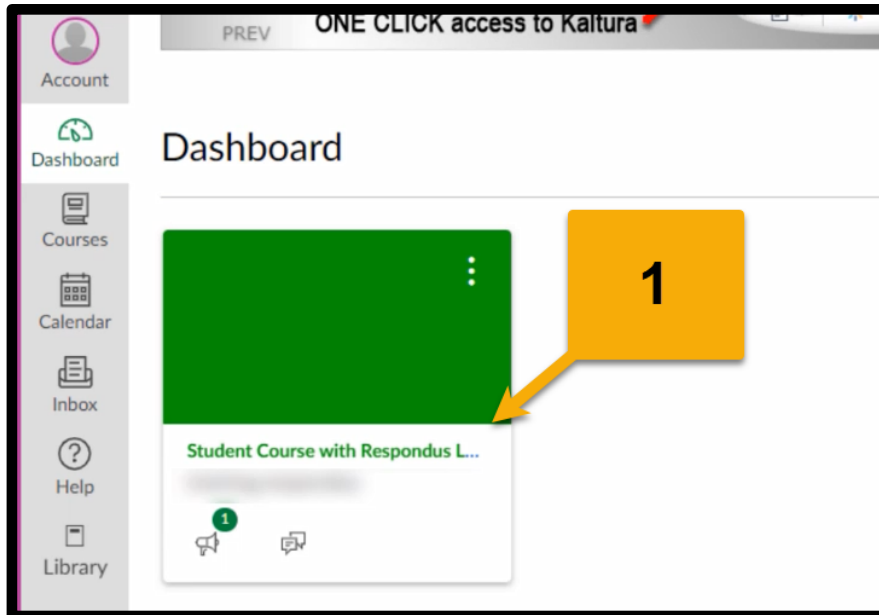 PREV
ONE CLICK access to Kaltura
Account
Dashboard
Dashboard
Courses
Calendar
Inbox
Help
Library
1
Student Course with Respondus L...
1